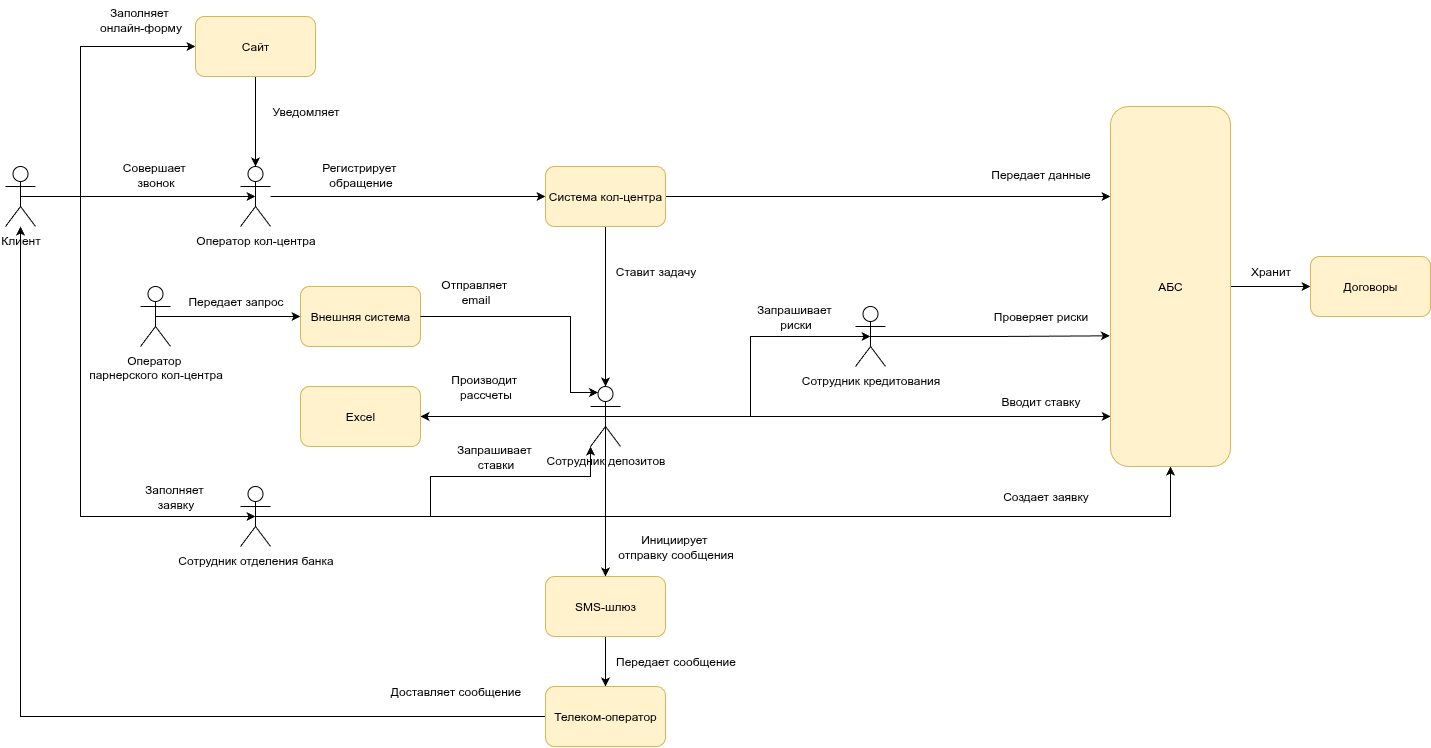 Заполняет
онлайн-форму
Сайт
Уведомляет
Совершает
звонок
Регистрирует
обращение
Система кол-центра
Передает данные
Клиент
Оператор кол-центра
Ставит задачу
Отправляет
email
Передает запрос
Внешняя система
Оператор
парнерского кол-центра
Запрашивает
риски
Проверяет риски
Сотрудник кредитования
АБС
Хранит
Договоры
Производит
рассчеты
Excel
Вводит ставку
Запрашивает
ставки
Сотрудник депозитов
Заполняет
заявку
Создает заявку
Сотрудник отделения банка
Инициирует
отправку сообщения
SMS-шлюз
Передает сообщение
Доставляет сообщение
Телеком-оператор